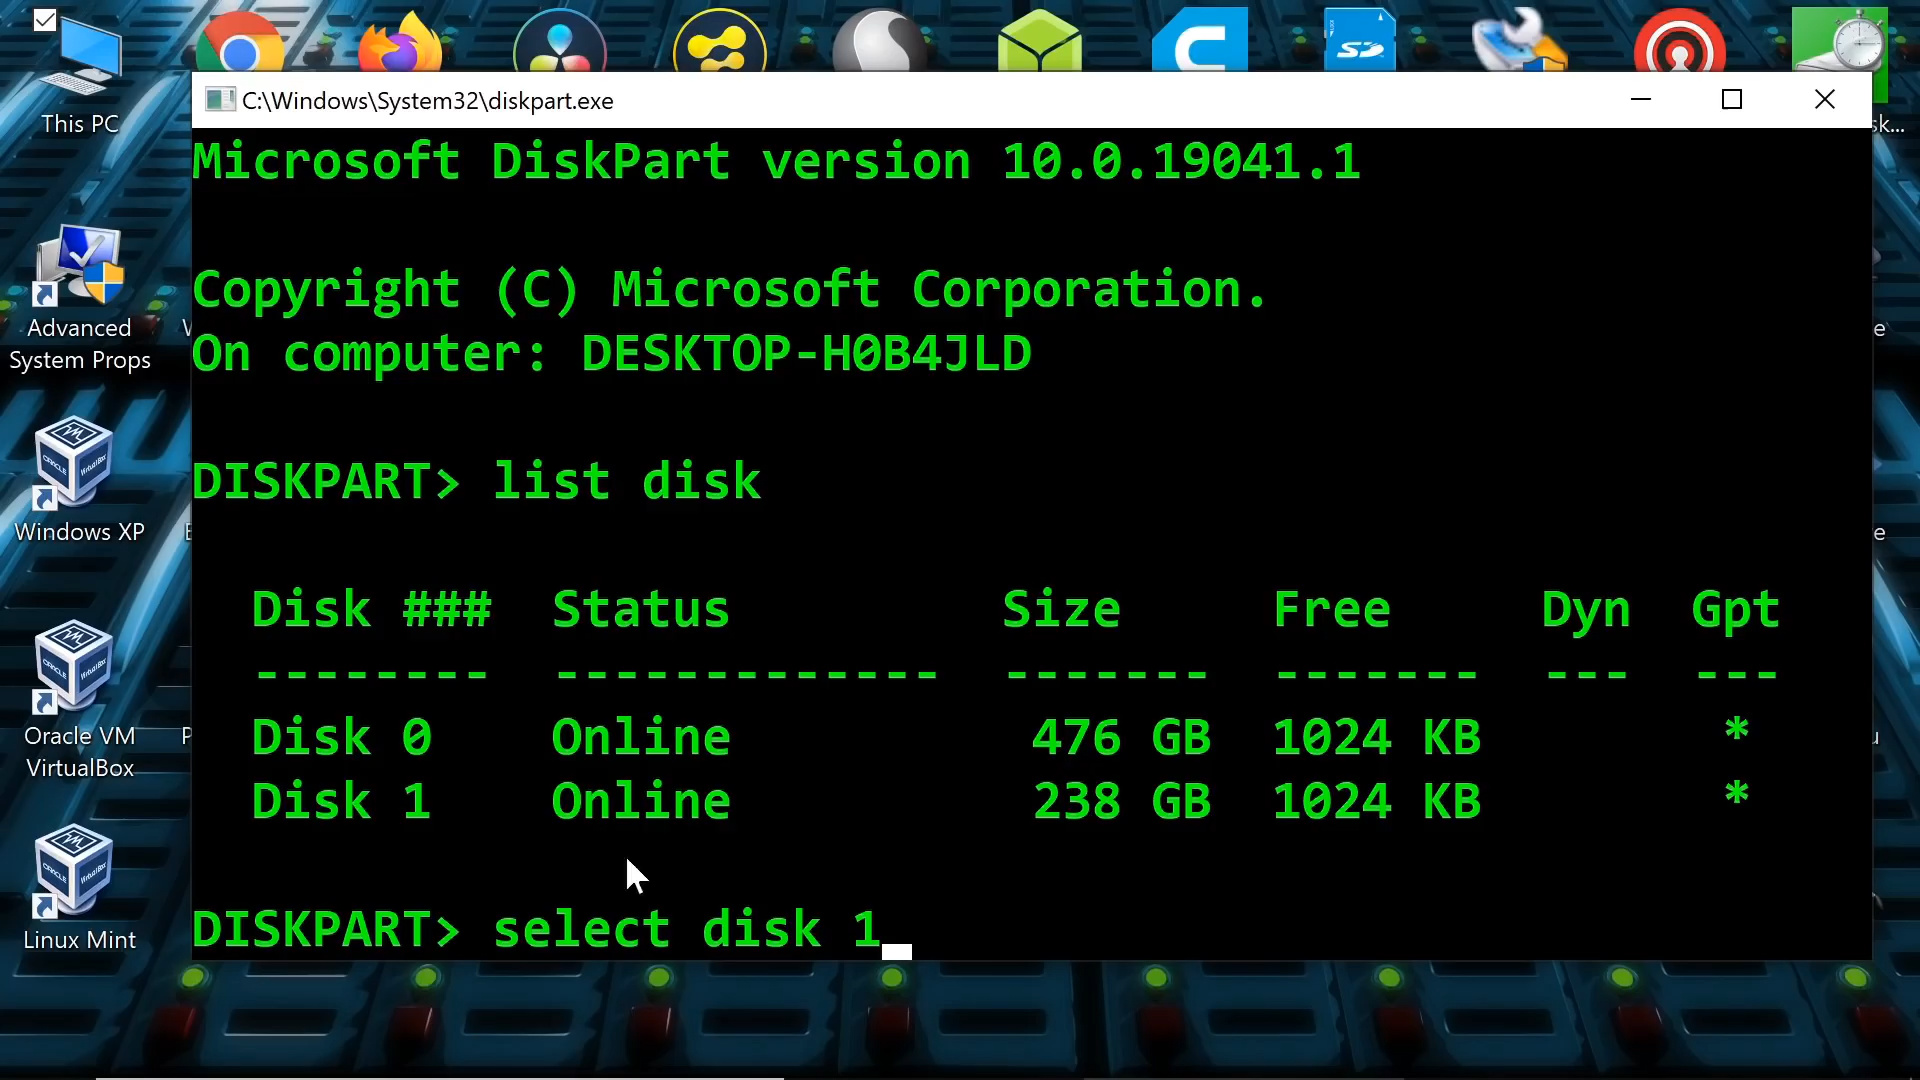 C:\Windows\System32\diskpart.exe
Microsoft DiskPart version 10.0.19041.1
Copyright (C) Microsoft Corporation.
On computer: DESKTOP-H0B4JLD
DISKPART> list disk
Disk ###  Status         Size     Free     Dyn  Gpt
--------  -------------  -------  -------  ---  ---
Disk 0    Online          476 GB  1024 KB        *
Disk 1    Online          238 GB  1024 KB        *
DISKPART> select disk 1
This PC
Advanced
System Props
Windows XP
Oracle VM
VirtualBox
Linux Mint
SD